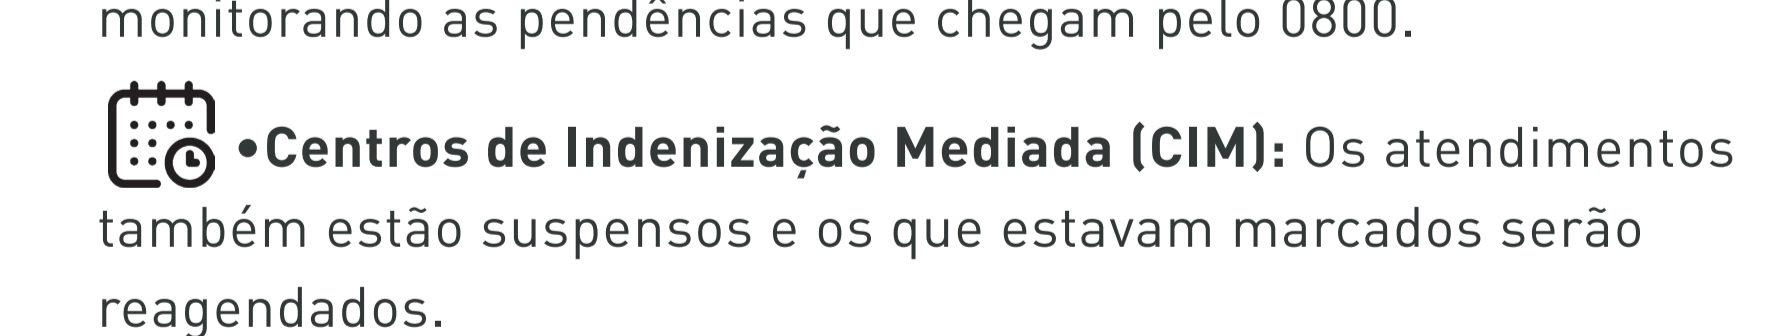 monitorando as pendências que chegam pelo 0800.
•Centros de Indenização Mediada (CIM): Os atendimentos
também estão suspensos e os que estavam marcados serão
reagendados.